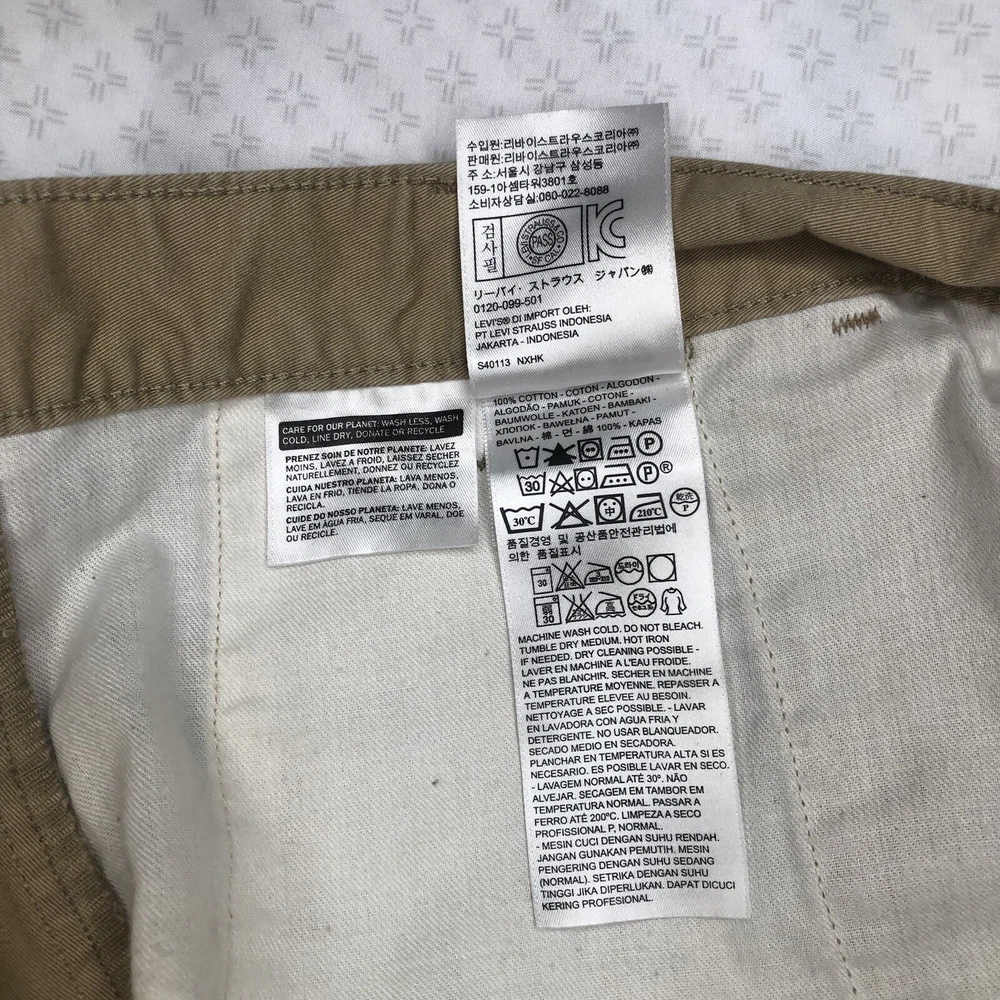 수입원:리바이스트라우스코리아㈜
판매원:리바이스트라우스코리아㈜
주 소:서울시 강남구 삼성동
159-1아셈타워3801호
소비자상담실:080-022-8088
검사필
LEVI STRAUSS & CO
PASS
SF CAL
リーバイ・ストラウス ジャパン㈱
0120-099-501
LEVI'S® DI IMPORT OLEH:
PT LEVI STRAUSS INDONESIA
JAKARTA - INDONESIA
S40113 NXHK
CARE FOR OUR PLANET: WASH LESS, WASH
COLD, LINE DRY, DONATE OR RECYCLE
PRENEZ SOIN DE NOTRE PLANETE: LAVEZ
MOINS, LAVEZ A FROID, LAISSEZ SECHER
NATURELLEMENT, DONNEZ OU RECYCLEZ
CUIDA NUESTRO PLANETA: LAVA MENOS,
LAVA EN FRIO, TIENDE LA ROPA, DONA O
RECICLA.
CUIDE DO NOSSO PLANETA: LAVE MENOS,
LAVE EM ÁGUA FRIA, SEQUE EM VARAL, DOE
OU RECICLE.
100% COTTON - COTON - ALGODON -
ALGODÃO - PAMUK - COTONE -
BAUMWOLLE - KATOEN - BAMBAKI -
ХЛОПОК - BAWEŁNA - PAMUT -
BAVLNA - 棉 - 면 - 綿 100% - KAPAS
P
30 P®
30°C 中 210°C 乾洗 P
품질경영 및 공산품안전관리법에
의한 품질표시
30 드라이
弱 30 高 ドライ
MACHINE WASH COLD. DO NOT BLEACH.
TUMBLE DRY MEDIUM. HOT IRON
IF NEEDED. DRY CLEANING POSSIBLE -
LAVER EN MACHINE A L'EAU FROIDE.
NE PAS BLANCHIR. SECHER EN MACHINE
A TEMPERATURE MOYENNE. REPASSER A
TEMPERATURE ELEVEE AU BESOIN.
NETTOYAGE A SEC POSSIBLE. - LAVAR
EN LAVADORA CON AGUA FRIA Y
DETERGENTE. NO USAR BLANQUEADOR.
SECADO MEDIO EN SECADORA.
PLANCHAR EN TEMPERATURA ALTA SI ES
NECESARIO. ES POSIBLE LAVAR EN SECO.
- LAVAGEM NORMAL ATÉ 30º. NÃO
ALVEJAR. SECAGEM EM TAMBOR EM
TEMPERATURA NORMAL. PASSAR A
FERRO ATÉ 200ºC. LIMPEZA A SECO
PROFISSIONAL P, NORMAL.
- MESIN CUCI DENGAN SUHU RENDAH.
JANGAN GUNAKAN PEMUTIH. MESIN
PENGERING DENGAN SUHU SEDANG
(NORMAL). SETRIKA DENGAN SUHU
TINGGI JIKA DIPERLUKAN. DAPAT DICUCI
KERING PROFESIONAL.